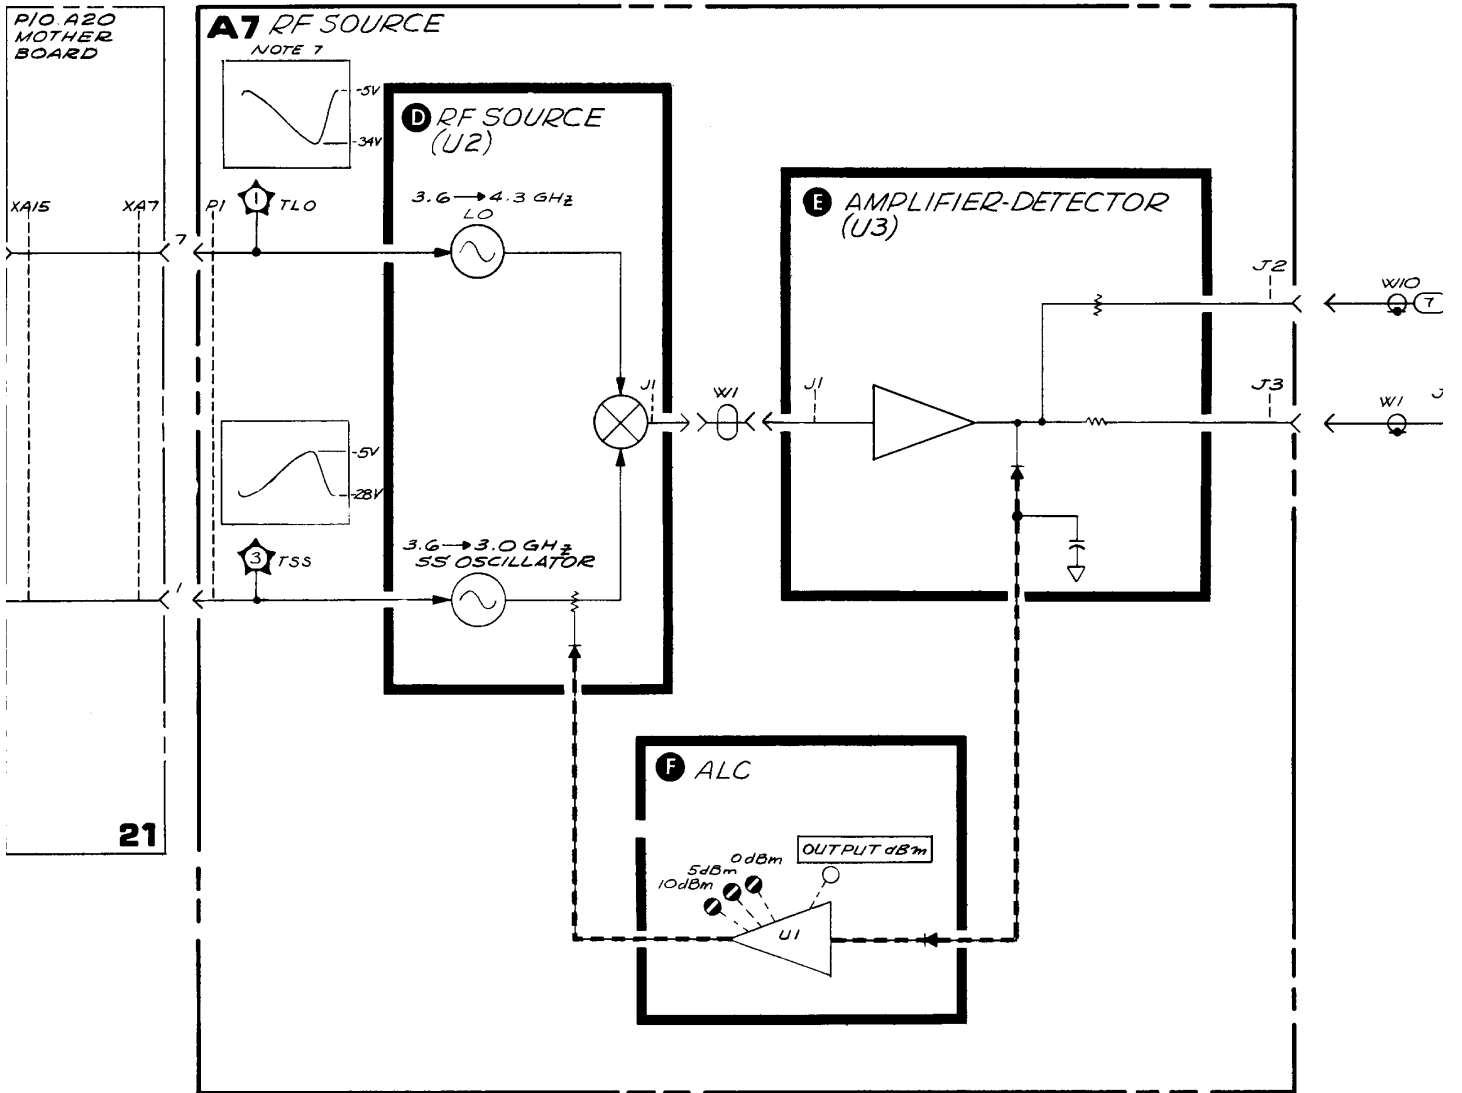 P/O A20
MOTHER
BOARD
A7 RF SOURCE
NOTE 7
-5V
-34V
D RF SOURCE
(U2)
3.6→4.3 GHz
LO
XA15
XA7
P1
1
TLO
7
E AMPLIFIER-DETECTOR
(U3)
J2
W10
7
J1
W1
J1
J3
W1
J
-5V
-28V
3.6→3.0 GHz
SS OSCILLATOR
3
TSS
1
21
F ALC
OUTPUT dBm
0dBm
5dBm
10dBm
U1